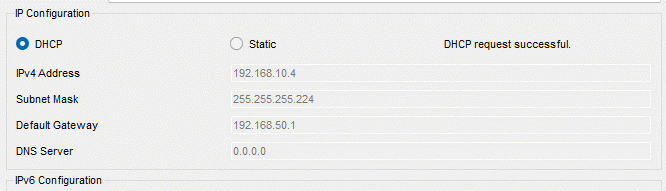 IP Configuration
DHCP Static DHCP request successful.
IPv4 Address 192.168.10.4
Subnet Mask 255.255.255.224
Default Gateway 192.168.50.1
DNS Server 0.0.0.0
IPv6 Configuration